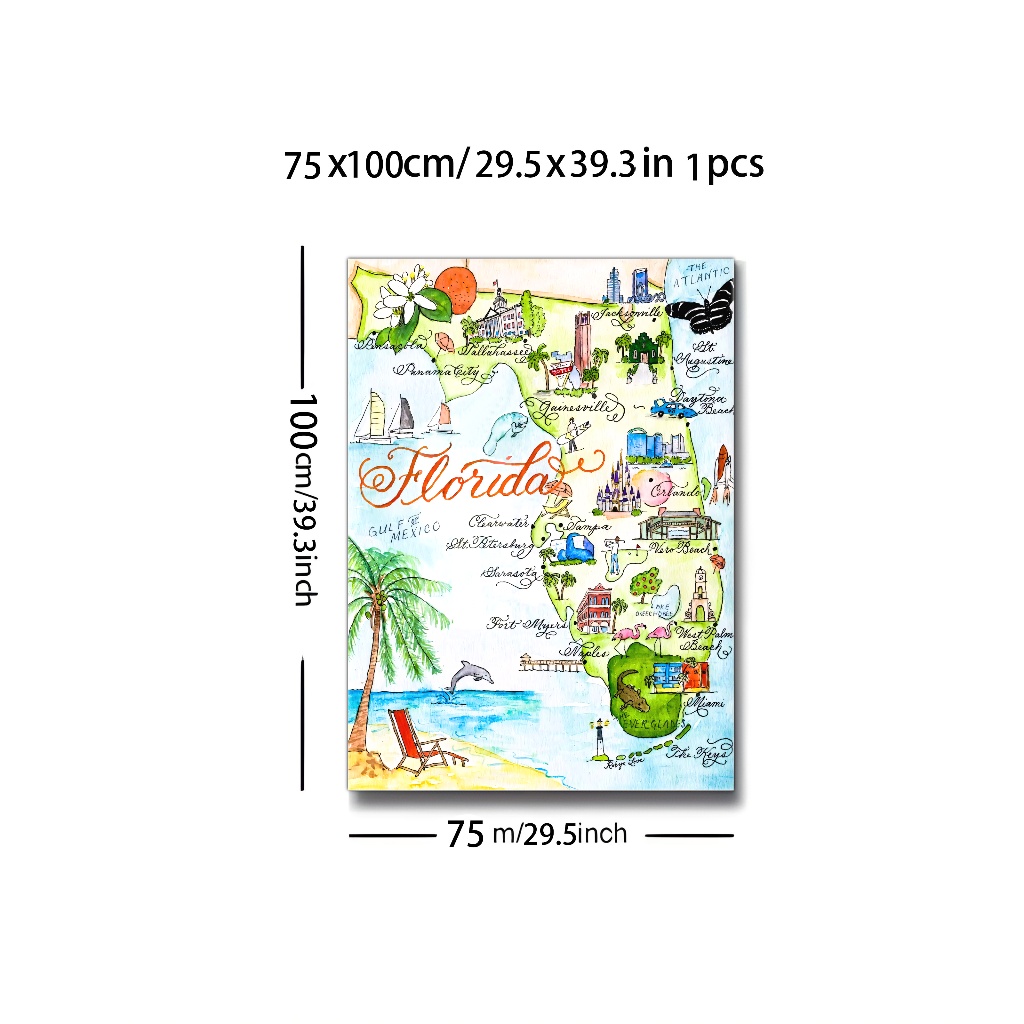 75x100cm/ 29.5x39.3in 1pcs
100cm/39.3inch
THE
ATLANTIC
Jacksonville
Pensacola
Tallahassee
St.
Augustine
Panama City
Daytona
Beach
Gainesville
Florida
Orlando
GULF OF
MEXICO
Clearwater
Tampa
St. Petersburg
Vero Beach
Sarasota
LAKE
Fort Myers
West Palm
Beach
Naples
Miami
EVERGLADES
The Keys
75 m/29.5inch